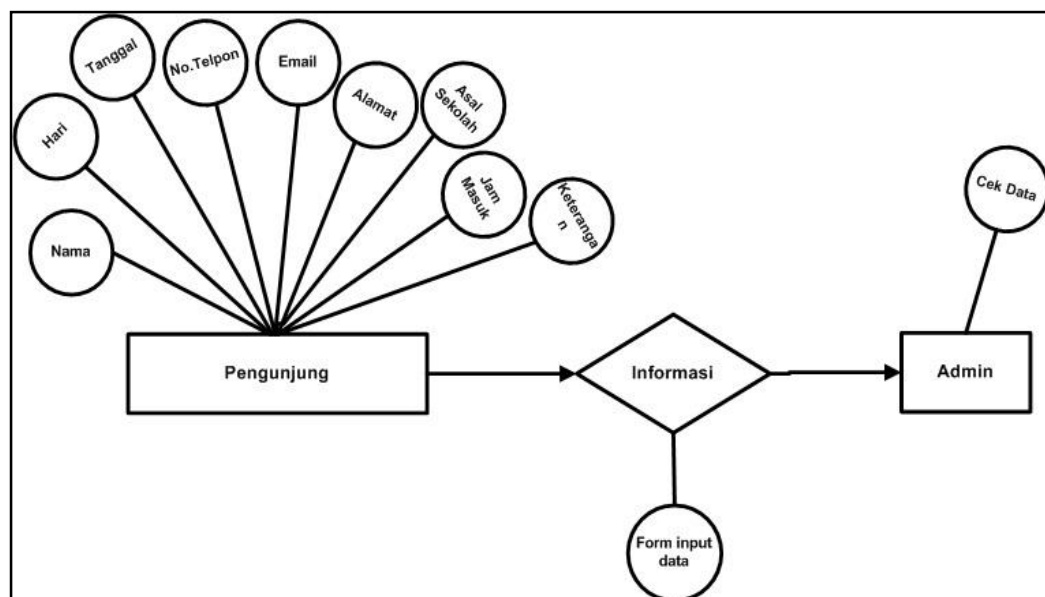 Tanggal
No.Telpon
Email
Alamat
Asal
Sekolah
Hari
Jam
Masuk
Keteranga
n
Nama
Cek Data
Pengunjung
Informasi
Admin
Form input
data